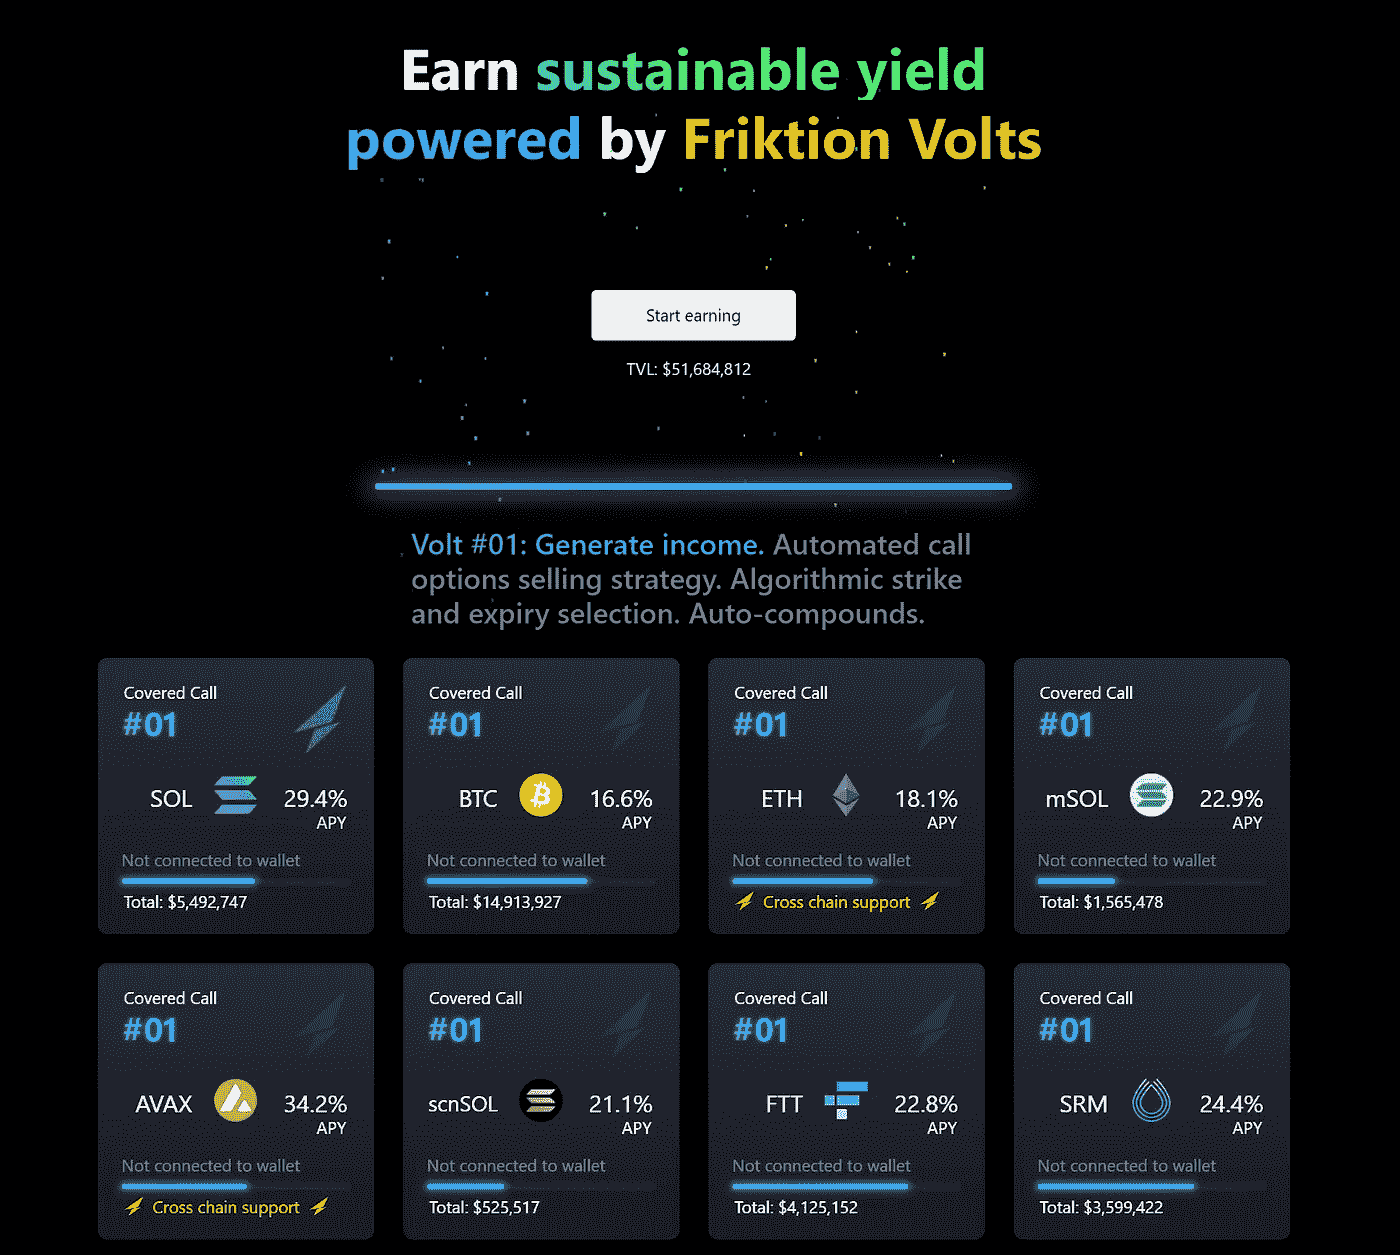 Earn sustainable yield
powered by Friktion Volts
Start earning
TVL: $51,684,812
Volt #01: Generate income. Automated call
options selling strategy. Algorithmic strike
and expiry selection. Auto-compounds.
Covered Call
#01
SOL 29.4%
APY
Not connected to wallet
Total: $5,492,747
Covered Call
#01
BTC 16.6%
APY
Not connected to wallet
Total: $14,913,927
Covered Call
#01
ETH 18.1%
APY
Not connected to wallet
Cross chain support
Covered Call
#01
mSOL 22.9%
APY
Not connected to wallet
Total: $1,565,478
Covered Call
#01
AVAX 34.2%
APY
Not connected to wallet
Cross chain support
Covered Call
#01
scnSOL 21.1%
APY
Not connected to wallet
Total: $525,517
Covered Call
#01
FTT 22.8%
APY
Not connected to wallet
Total: $4,125,152
Covered Call
#01
SRM 24.4%
APY
Not connected to wallet
Total: $3,599,422